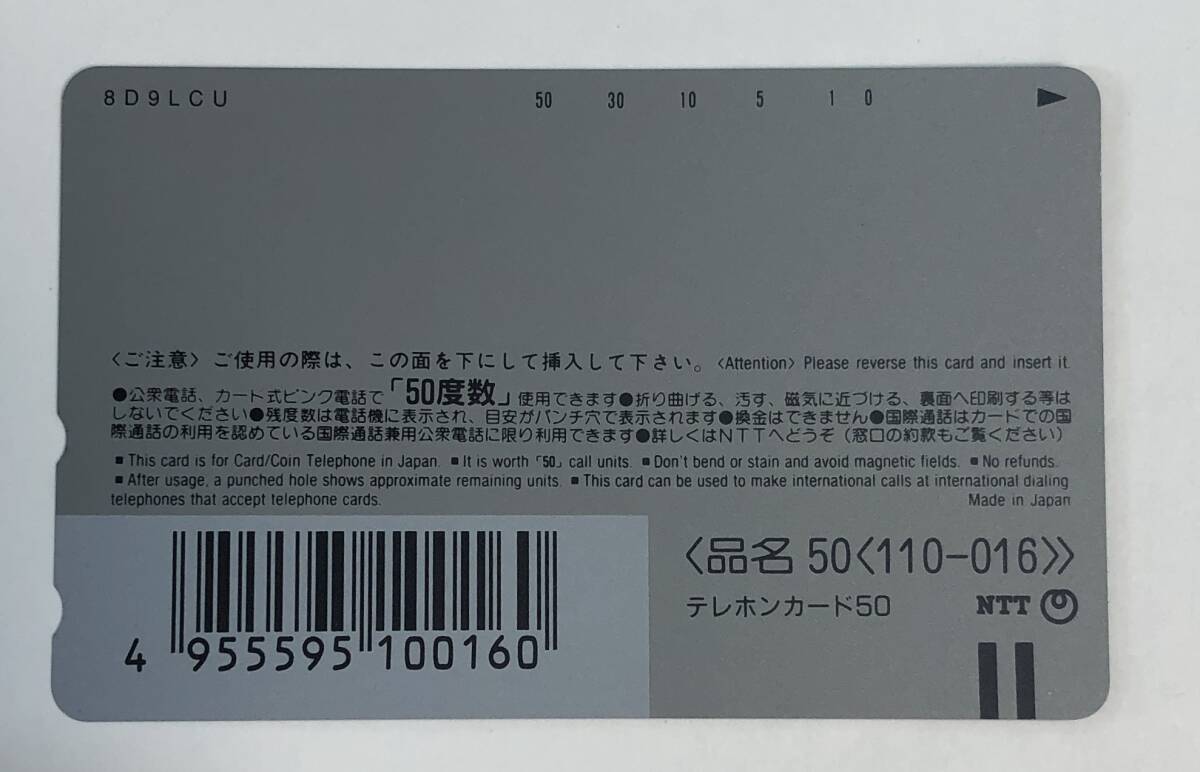 8D9LCU 50 30 10 5 1 0 ▶
〈ご注意〉ご使用の際は、この面を下にして挿入して下さい。〈Attention〉Please reverse this card and insert it.
●公衆電話、カード式ピンク電話で「50度数」使用できます●折り曲げる、汚す、磁気に近づける、裏面へ印刷する等は
しないでください●残度数は電話機に表示され、目安がパンチ穴で表示されます●換金はできません●国際通話はカードでの国
際通話の利用を認めている国際通話兼用公衆電話に限り利用できます●詳しくはNTTへどうぞ（窓口の約款もご覧ください）
■ This card is for Card/Coin Telephone in Japan. ■ It is worth「50」call units. ■ Don't bend or stain and avoid magnetic fields. ■ No refunds.
■ After usage, a punched hole shows approximate remaining units. ■ This card can be used to make international calls at international dialing
telephones that accept telephone cards. Made in Japan
〈品名 50〈110-016〉〉
テレホンカード50 NTT
4 955595 100160